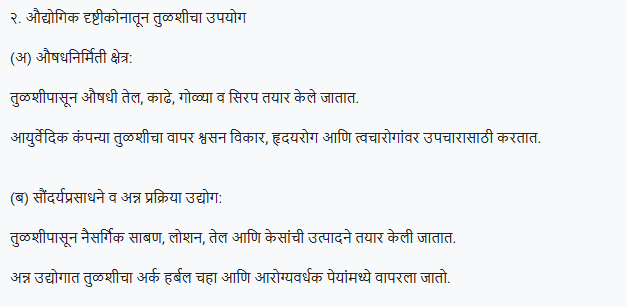 २. औद्योगिक दृष्टीकोनातून तुळशीचा उपयोग
(अ) औषधनिर्मिती क्षेत्र:
तुळशीपासून औषधी तेल, काढे, गोळ्या व सिरप तयार केले जातात.
आयुर्वेदिक कंपन्या तुळशीचा वापर श्वसन विकार, हृदयरोग आणि त्वचारोगांवर उपचारासाठी करतात.
(ब) सौंदर्यप्रसाधने व अन्न प्रक्रिया उद्योग:
तुळशीपासून नैसर्गिक साबण, लोशन, तेल आणि केसांची उत्पादने तयार केली जातात.
अन्न उद्योगात तुळशीचा अर्क हर्बल चहा आणि आरोग्यवर्धक पेयांमध्ये वापरला जातो.